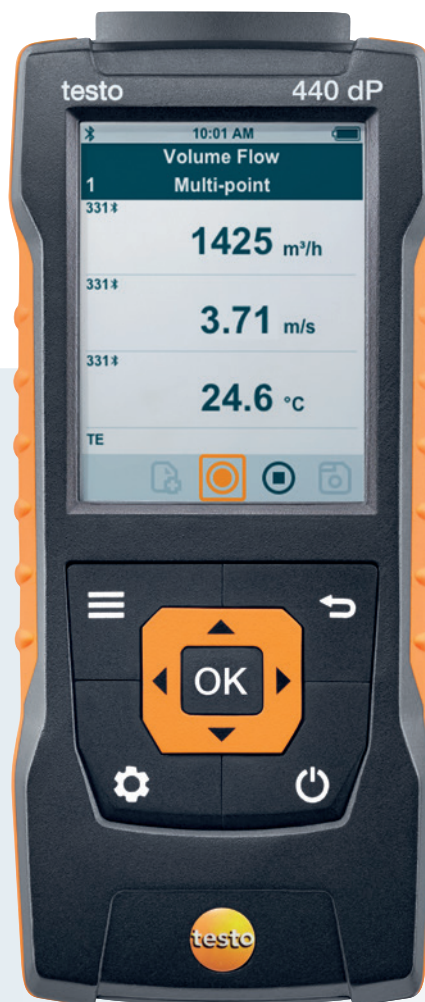 testo 440 dP
10:01 AM
Volume Flow
1 Multi-point
331
1425 m³/h
331
3.71 m/s
331
24.6 °C
TE
OK
testo